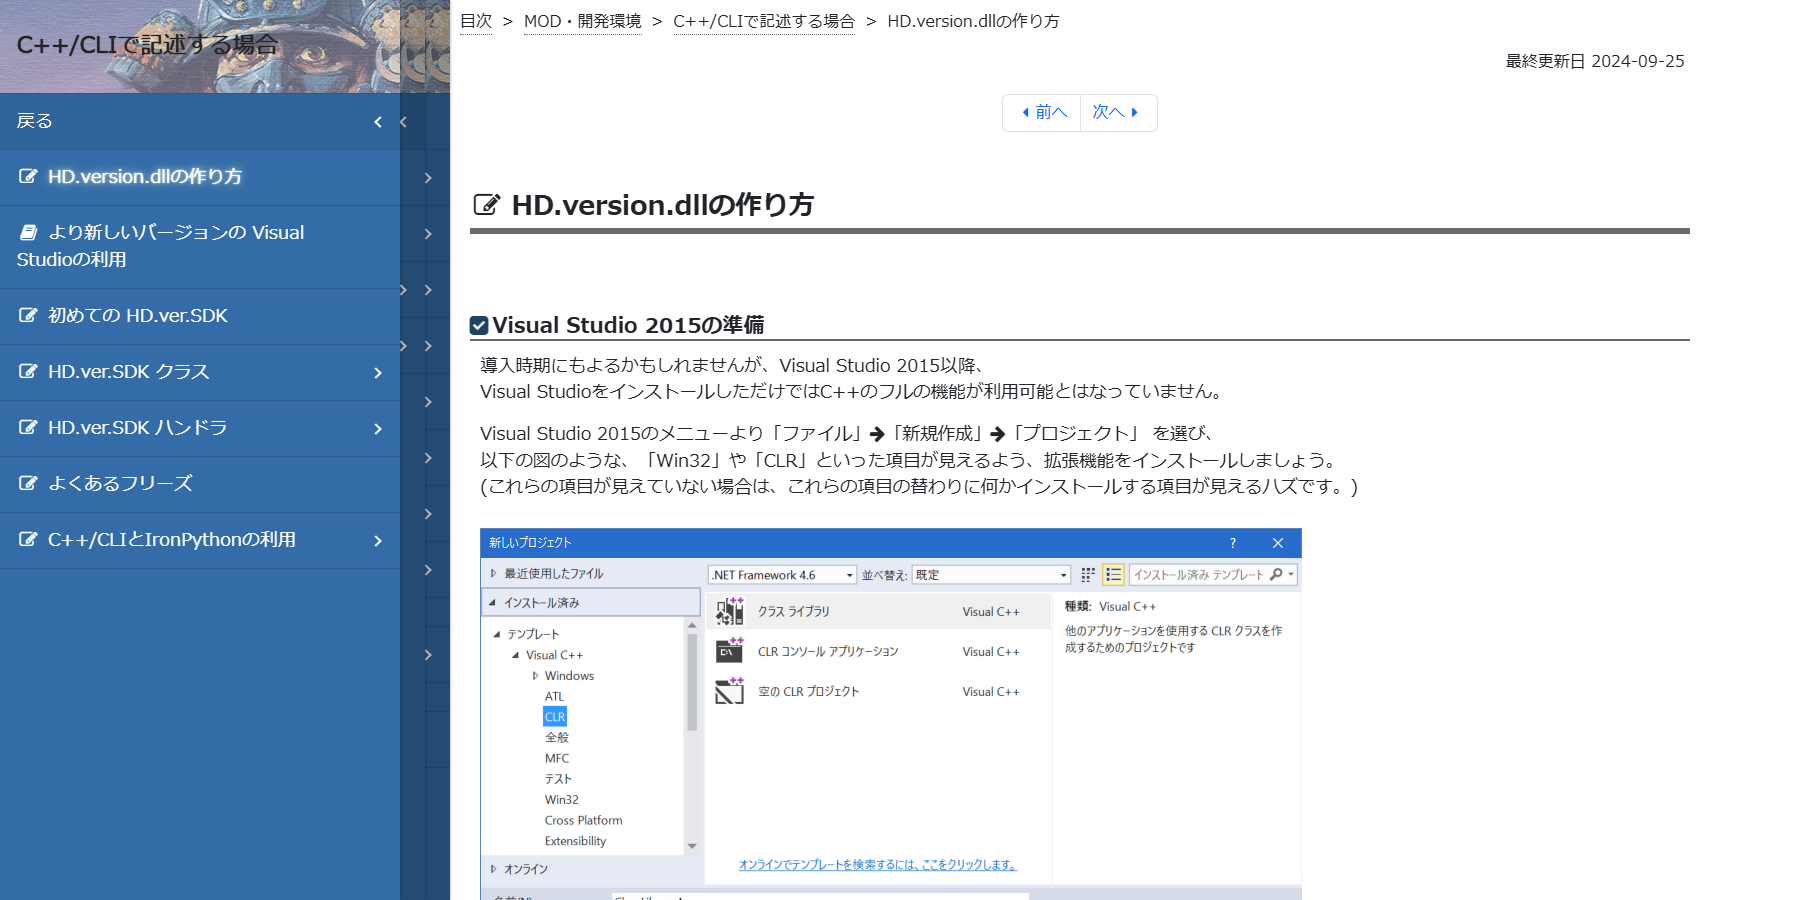 C++/CLIで記述する場合
戻る
HD.version.dllの作り方
より新しいバージョンの Visual
Studioの利用
初めての HD.ver.SDK
HD.ver.SDK クラス
HD.ver.SDK ハンドラ
よくあるフリーズ
C++/CLIとIronPythonの利用
目次 > MOD・開発環境 > C++/CLIで記述する場合 > HD.version.dllの作り方
最終更新日 2024-09-25
前へ 次へ
HD.version.dllの作り方
Visual Studio 2015の準備
導入時期にもよるかもしれませんが、Visual Studio 2015以降、
Visual StudioをインストールしただけではC++のフルの機能が利用可能とはなっていません。
Visual Studio 2015のメニューより「ファイル」➔「新規作成」➔「プロジェクト」 を選び、
以下の図のような、「Win32」や「CLR」といった項目が見えるよう、拡張機能をインストールしましょう。
(これらの項目が見えていない場合は、これらの項目の替わりに何かインストールする項目が見えるハズです。)
新しいプロジェクト ? ×
最近使用したファイル
.NET Framework 4.6 並べ替え: 既定 インストール済み テンプレート
インストール済み
テンプレート
Visual C++
Windows
ATL
CLR
全般
MFC
テスト
Win32
Cross Platform
Extensibility
オンライン
クラス ライブラリ Visual C++
CLR コンソール アプリケーション Visual C++
空の CLR プロジェクト Visual C++
種類: Visual C++
他のアプリケーションを使用する CLR クラスを作
成するためのプロジェクトです
オンラインでテンプレートを検索するには、ここをクリックします。